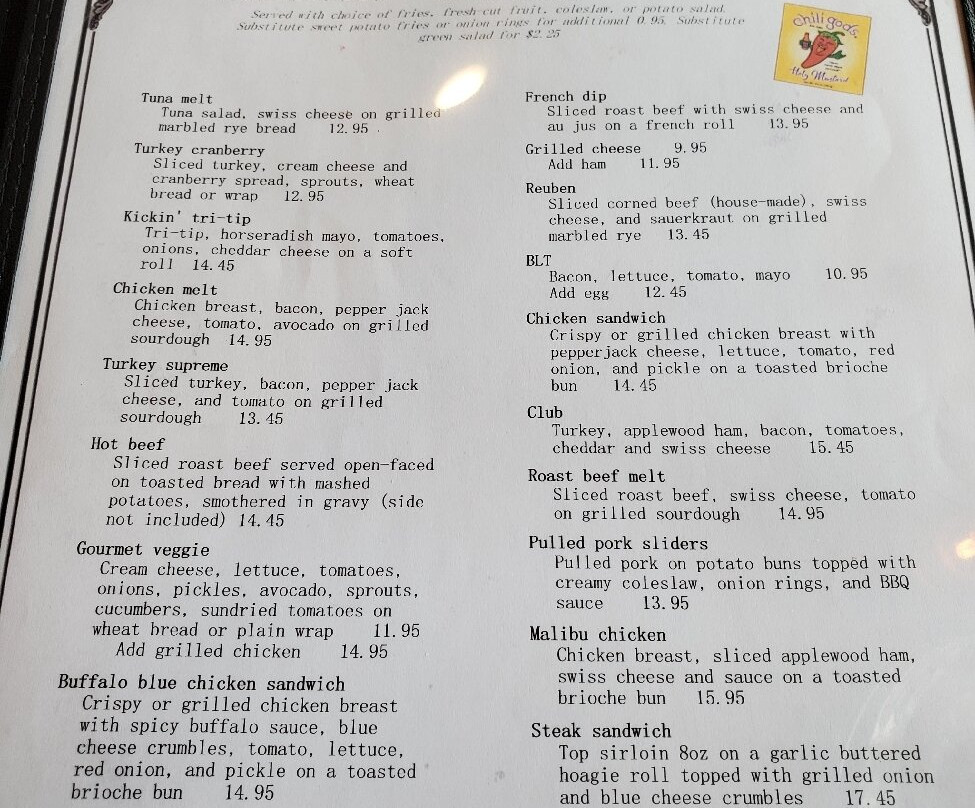 Served with choice of fries, fresh cut fruit, coleslaw, or potato salad.
Substitute sweet potato fries or onion rings for additional 0.95. Substitute
green salad for $2.25
chili gods
Holy Mustard
Tuna melt
Tuna salad, swiss cheese on grilled
marbled rye bread 12.95
Turkey cranberry
Sliced turkey, cream cheese and
cranberry spread, sprouts, wheat
bread or wrap 12.95
Kickin' tri-tip
Tri-tip, horseradish mayo, tomatoes,
onions, cheddar cheese on a soft
roll 14.45
Chicken melt
Chicken breast, bacon, pepper jack
cheese, tomato, avocado on grilled
sourdough 14.95
Turkey supreme
Sliced turkey, bacon, pepper jack
cheese, and tomato on grilled
sourdough 13.45
Hot beef
Sliced roast beef served open-faced
on toasted bread with mashed
potatoes, smothered in gravy (side
not included) 14.45
Gourmet veggie
Cream cheese, lettuce, tomatoes,
onions, pickles, avocado, sprouts,
cucumbers, sundried tomatoes on
wheat bread or plain wrap 11.95
Add grilled chicken 14.95
Buffalo blue chicken sandwich
Crispy or grilled chicken breast
with spicy buffalo sauce, blue
cheese crumbles, tomato, lettuce,
red onion, and pickle on a toasted
brioche bun 14.95
French dip
Sliced roast beef with swiss cheese and
au jus on a french roll 13.95
Grilled cheese 9.95
Add ham 11.95
Reuben
Sliced corned beef (house-made), swiss
cheese, and sauerkraut on grilled
marbled rye 13.45
BLT
Bacon, lettuce, tomato, mayo 10.95
Add egg 12.45
Chicken sandwich
Crispy or grilled chicken breast with
pepperjack cheese, lettuce, tomato, red
onion, and pickle on a toasted brioche
bun 14.45
Club
Turkey, applewood ham, bacon, tomatoes,
cheddar and swiss cheese 15.45
Roast beef melt
Sliced roast beef, swiss cheese, tomato
on grilled sourdough 14.95
Pulled pork sliders
Pulled pork on potato buns topped with
creamy coleslaw, onion rings, and BBQ
sauce 13.95
Malibu chicken
Chicken breast, sliced applewood ham,
swiss cheese and sauce on a toasted
brioche bun 15.95
Steak sandwich
Top sirloin 8oz on a garlic buttered
hoagie roll topped with grilled onion
and blue cheese crumbles 17.45